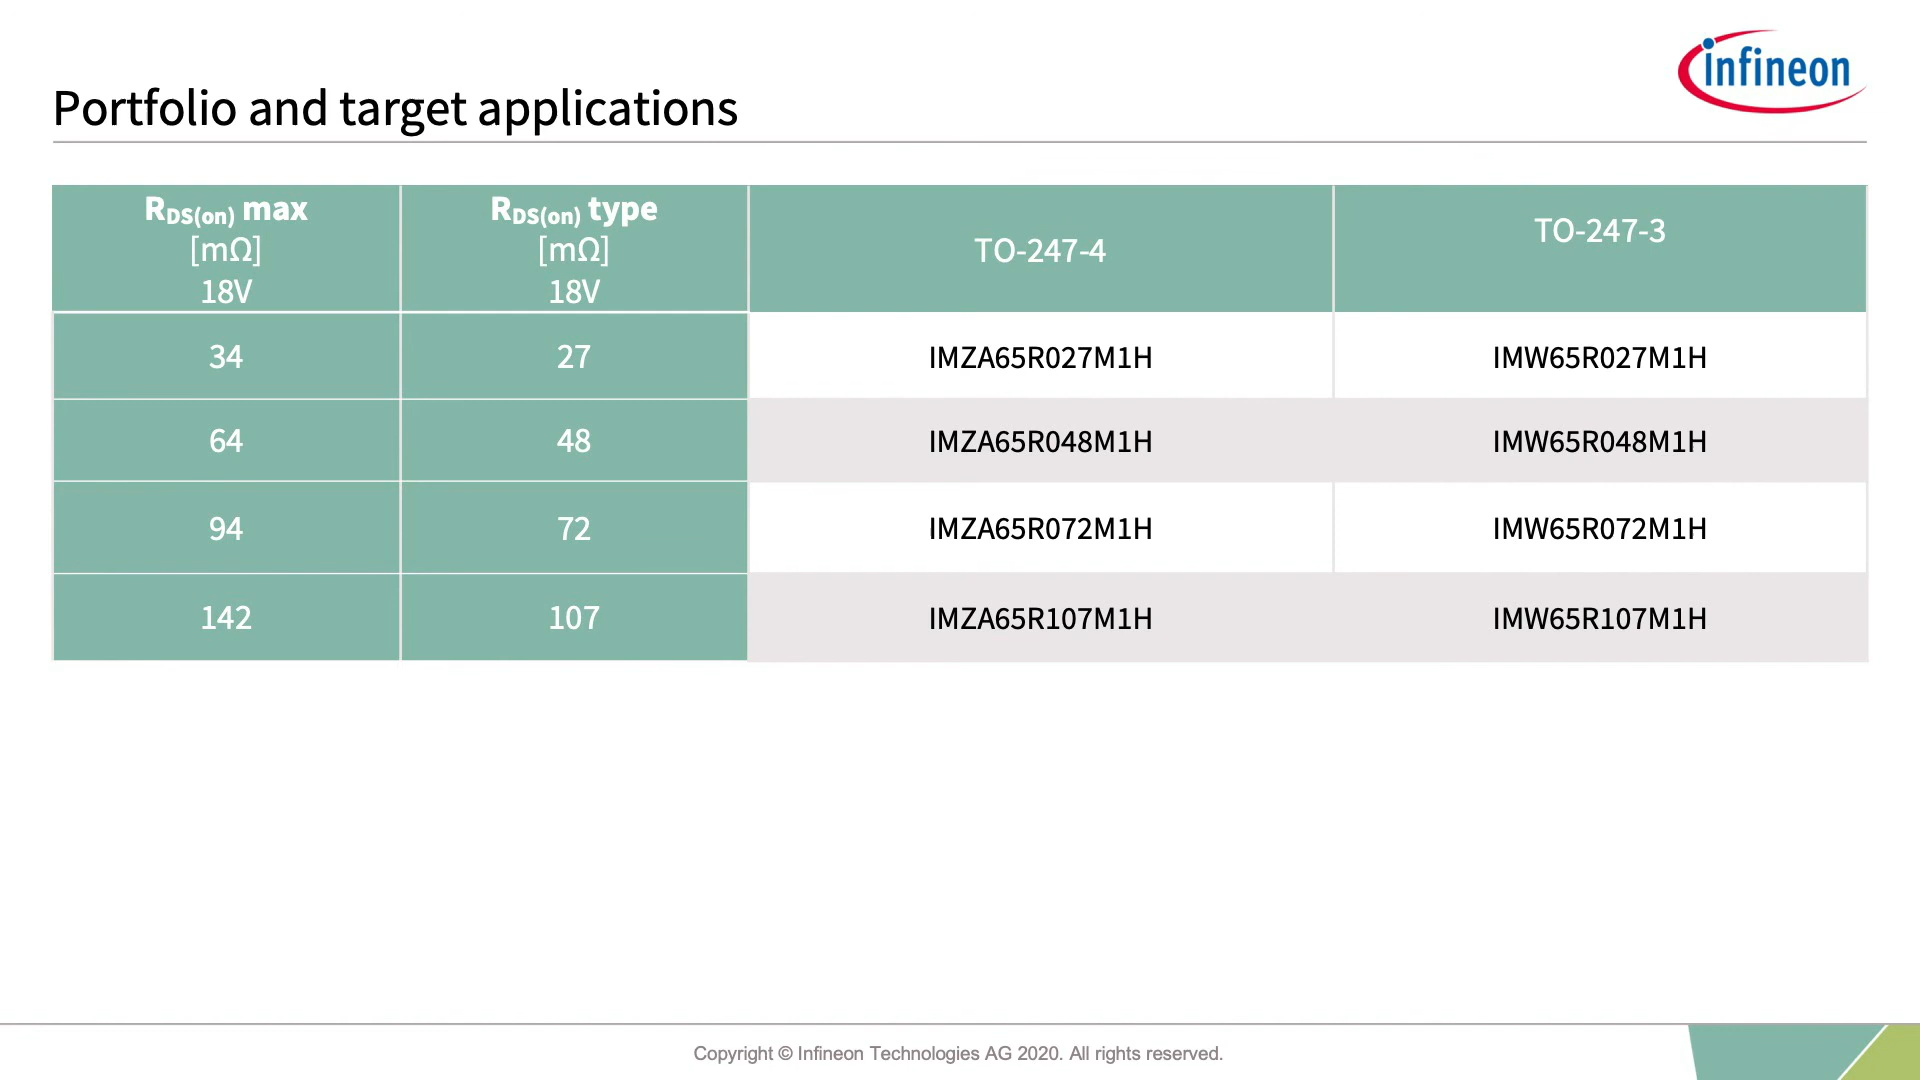 infineon
Portfolio and target applications
RDS(on) max
[mΩ]
18V
RDS(on) type
[mΩ]
18V
TO-247-4
TO-247-3
34 27 IMZA65R027M1H IMW65R027M1H
64 48 IMZA65R048M1H IMW65R048M1H
94 72 IMZA65R072M1H IMW65R072M1H
142 107 IMZA65R107M1H IMW65R107M1H
Copyright © Infineon Technologies AG 2020. All rights reserved.